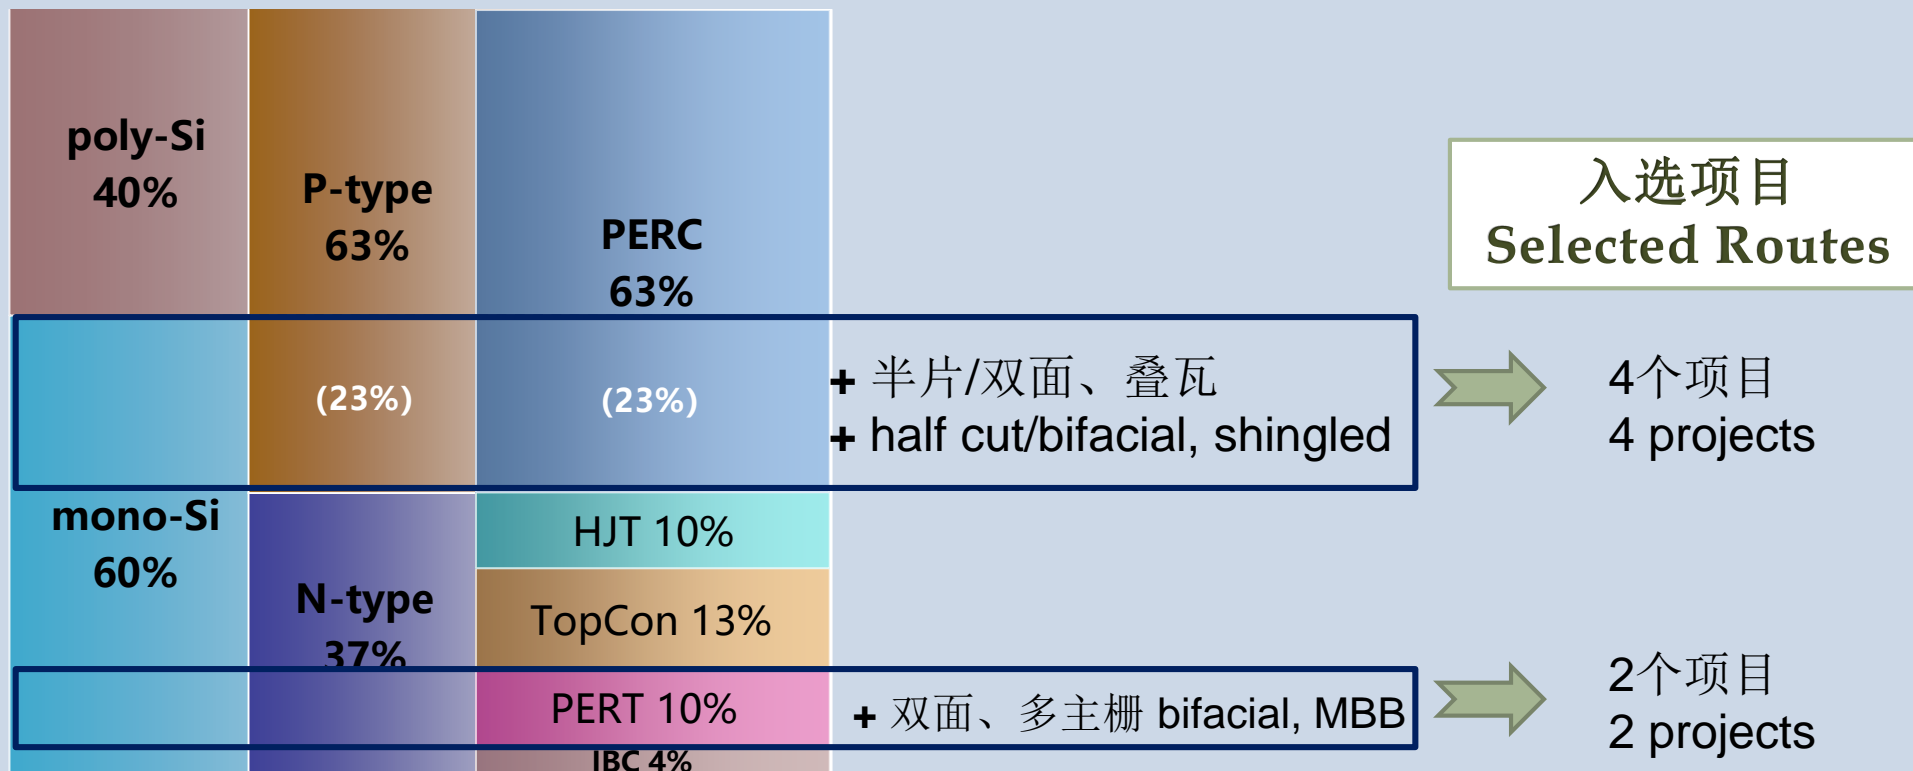 poly-Si
40%
P-type
63%
PERC
63%
入选项目
Selected Routes
(23%)
(23%)
+ 半片/双面、叠瓦
+ half cut/bifacial, shingled
4个项目
4 projects
mono-Si
60%
HJT 10%
N-type
37%
TopCon 13%
PERT 10%
+ 双面、多主栅 bifacial, MBB
2个项目
2 projects
IBC 4%